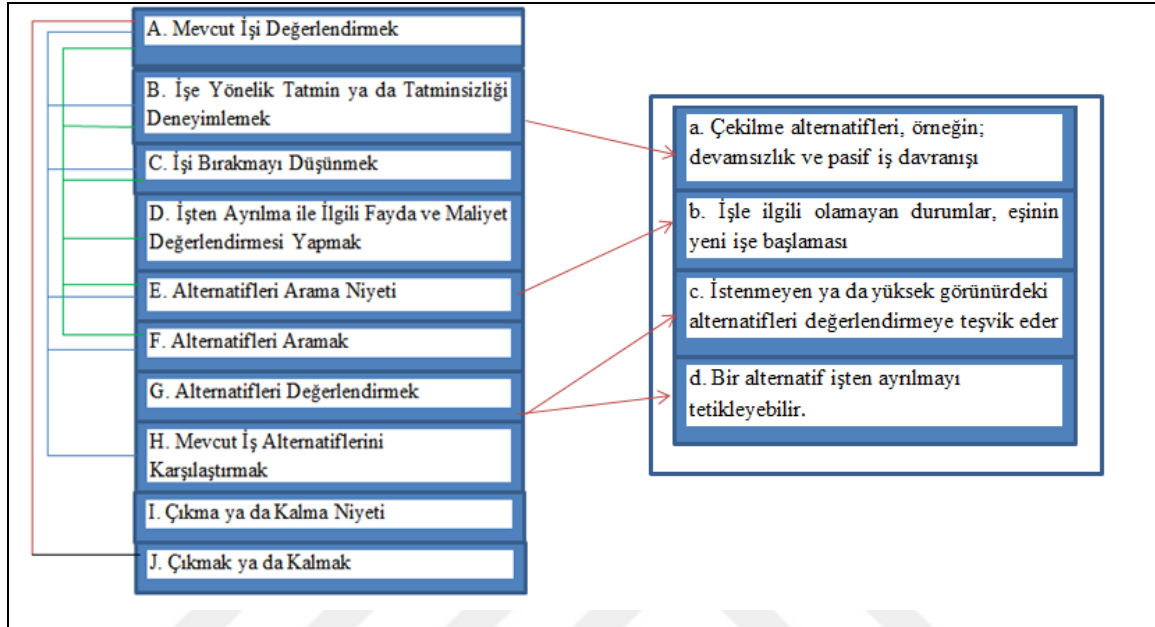 A. Mevcut İşi Değerlendirmek
B. İşe Yönelik Tatmin ya da Tatminsizliği
Deneyimlemek
C. İşi Bırakmayı Düşünmek
D. İşten Ayrılma ile İlgili Fayda ve Maliyet
Değerlendirmesi Yapmak
E. Alternatifleri Arama Niyeti
F. Alternatifleri Aramak
G. Alternatifleri Değerlendirmek
H. Mevcut İş Alternatiflerini
Karşılaştırmak
I. Çıkma ya da Kalma Niyeti
J. Çıkmak ya da Kalmak
a. Çekilme alternatifleri, örneğin;
devamsızlık ve pasif iş davranışı
b. İşle ilgili olamayan durumlar, eşinin
yeni işe başlaması
c. İstenmeyen ya da yüksek görünürdeki
alternatifleri değerlendirmeye teşvik eder
d. Bir alternatif işten ayrılmayı
tetikleyebilir.